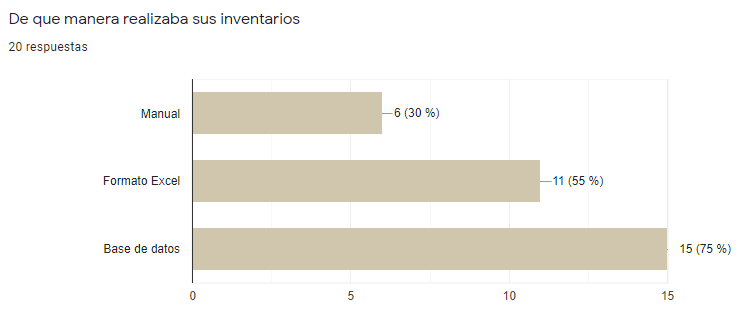 De que manera realizaba sus inventarios
20 respuestas
Manual
6 (30 %)
Formato Excel
11 (55 %)
Base de datos
15 (75 %)
0
5
10
15